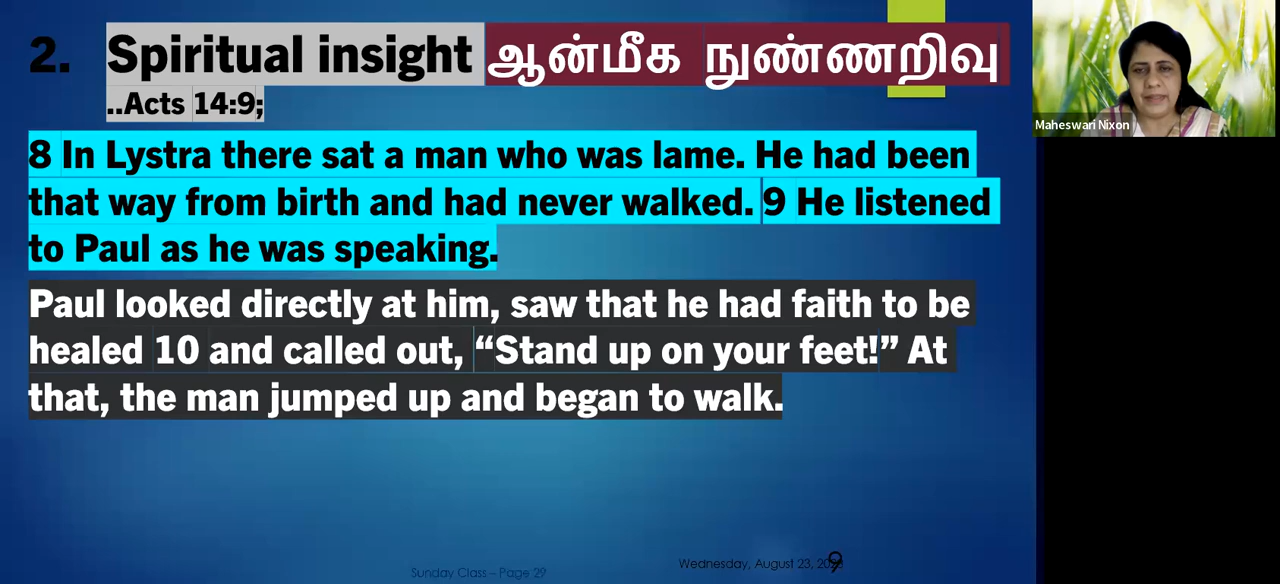 2. Spiritual insight ஆன்மீக நுண்ணறிவு
..Acts 14:9;
8 In Lystra there sat a man who was lame. He had been
that way from birth and had never walked. 9 He listened
to Paul as he was speaking.
Paul looked directly at him, saw that he had faith to be
healed 10 and called out, “Stand up on your feet!” At
that, the man jumped up and began to walk.
Maheswari Nixon
Sunday Class – Page 29
Wednesday, August 23,
9